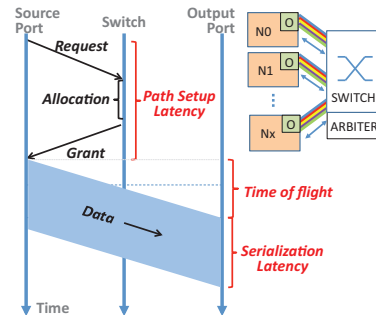 Source
Port
Switch
Output
Port
Request
Allocation
Path Setup
Latency
Grant
Time of flight
Data
Serialization
Latency
Time
N0
O
N1
O
...
Nx
O
SWITCH
ARBITER